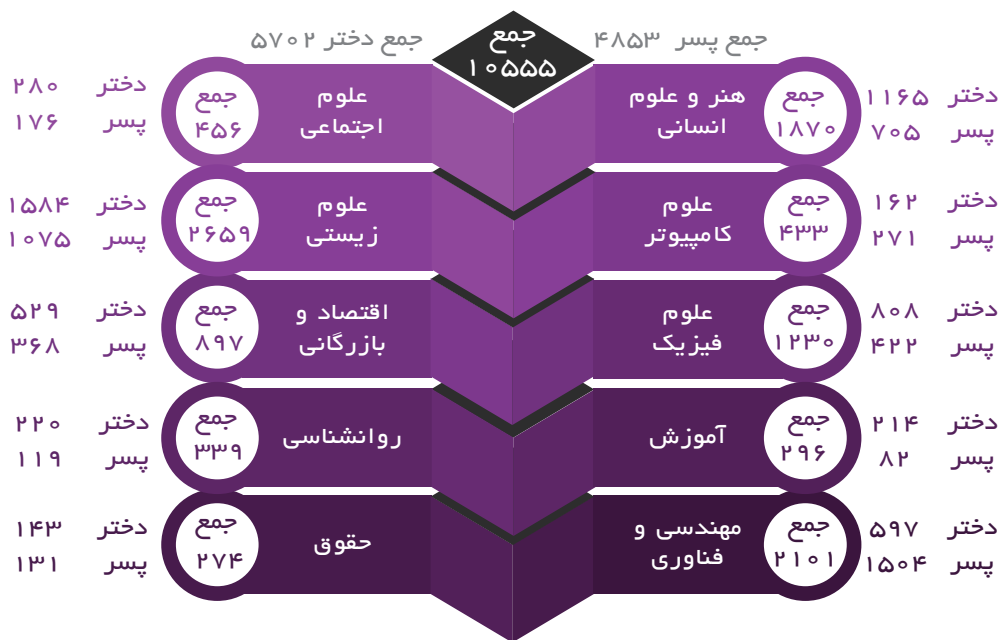 جمع
۱۰۵۵۵
جمع پسر ۴۸۵۳
جمع دختر ۵۷۰۲
دختر ۱۱۶۵
پسر ۷۰۵
جمع
۱۸۷۰
هنر و علوم
انسانی
علوم
اجتماعی
جمع
۴۵۶
دختر ۲۸۰
پسر ۱۷۶
دختر ۱۶۲
پسر ۲۷۱
جمع
۴۳۳
علوم
کامپیوتر
علوم
زیستی
جمع
۲۶۵۹
دختر ۱۵۸۴
پسر ۱۰۷۵
دختر ۸۰۸
پسر ۴۲۲
جمع
۱۲۳۰
علوم
فیزیک
اقتصاد و
بازرگانی
جمع
۸۹۷
دختر ۵۲۹
پسر ۳۶۸
دختر ۲۱۴
پسر ۸۲
جمع
۲۹۶
آموزش
روانشناسی
جمع
۳۳۹
دختر ۲۲۰
پسر ۱۱۹
دختر ۵۹۷
پسر ۱۵۰۴
جمع
۲۱۰۱
مهندسی و
فناوری
حقوق
جمع
۲۷۴
دختر ۱۴۳
پسر ۱۳۱